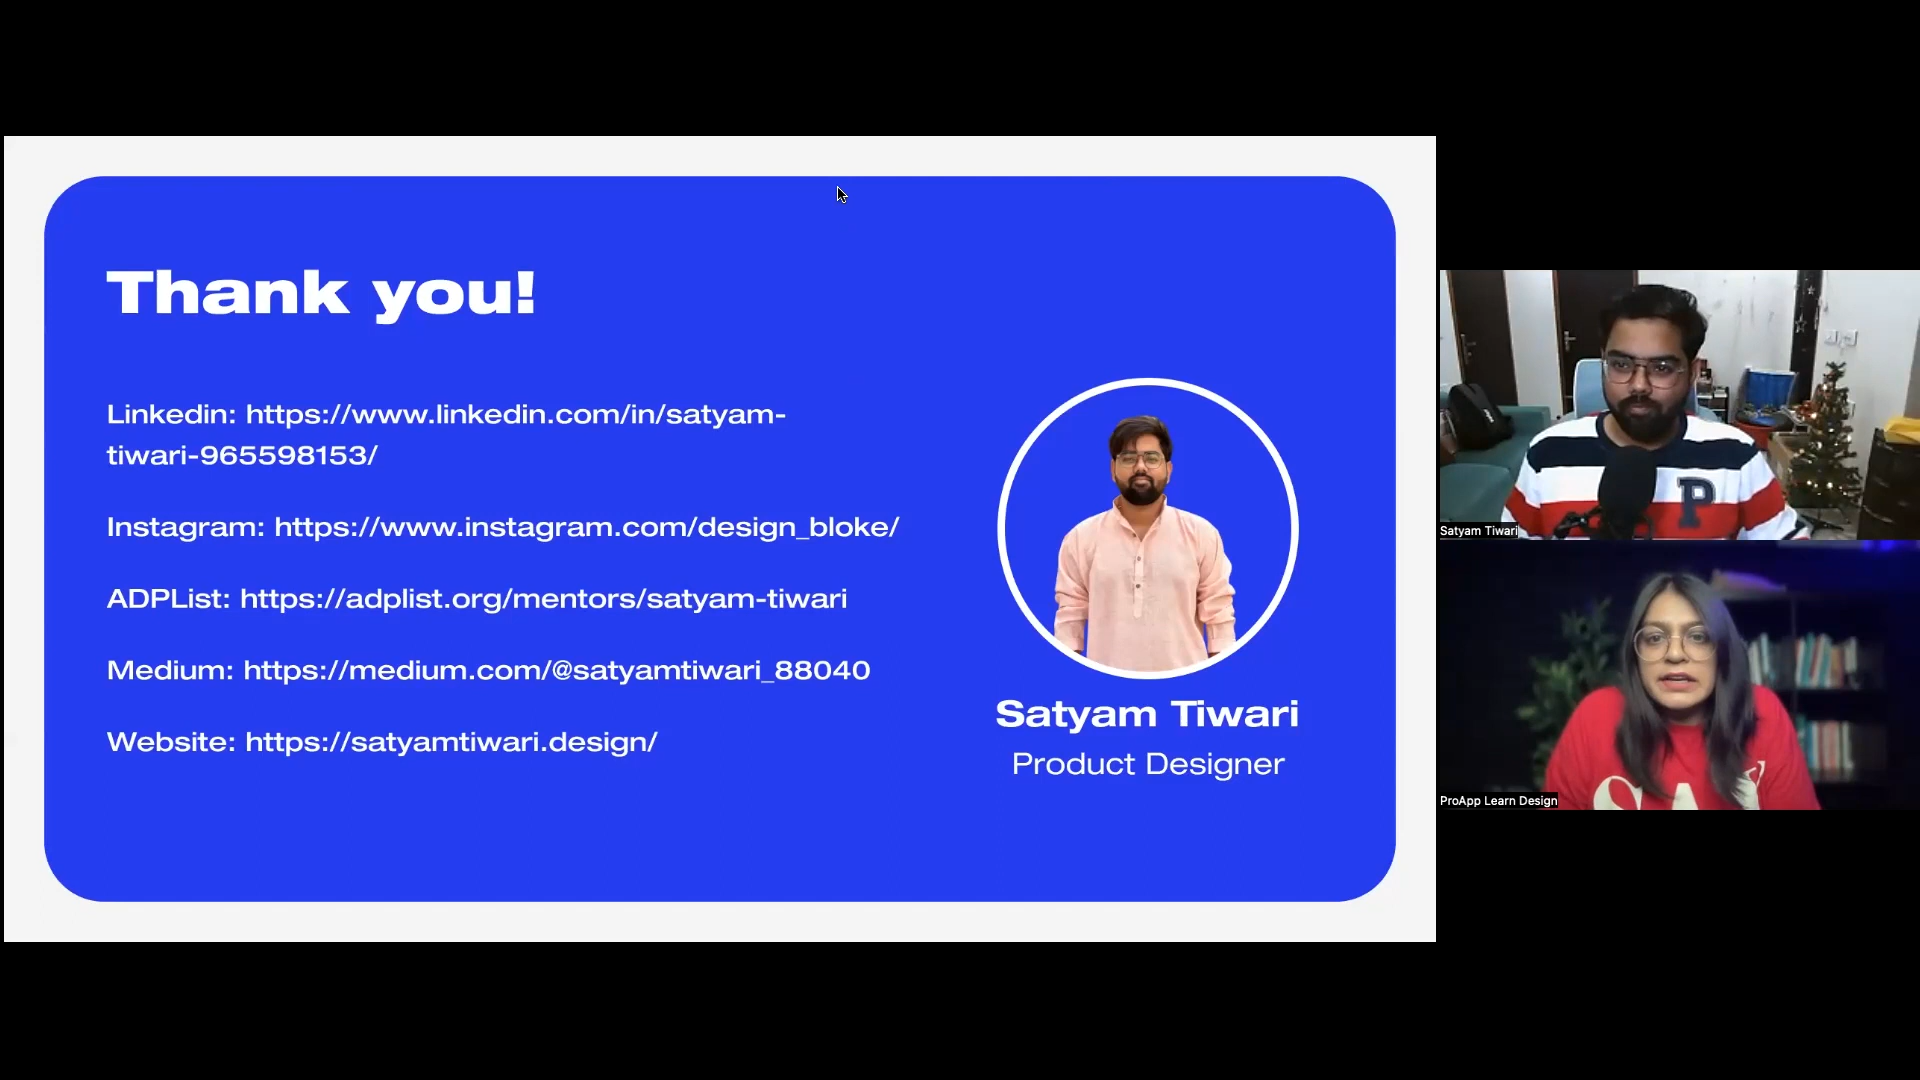 Thank you!
Linkedin: https://www.linkedin.com/in/satyam-
tiwari-965598153/
Instagram: https://www.instagram.com/design_bloke/
ADPList: https://adplist.org/mentors/satyam-tiwari
Medium: https://medium.com/@satyamtiwari_88040
Website: https://satyamtiwari.design/
Satyam Tiwari
Product Designer
P
Satyam Tiwari
ProApp Learn Design